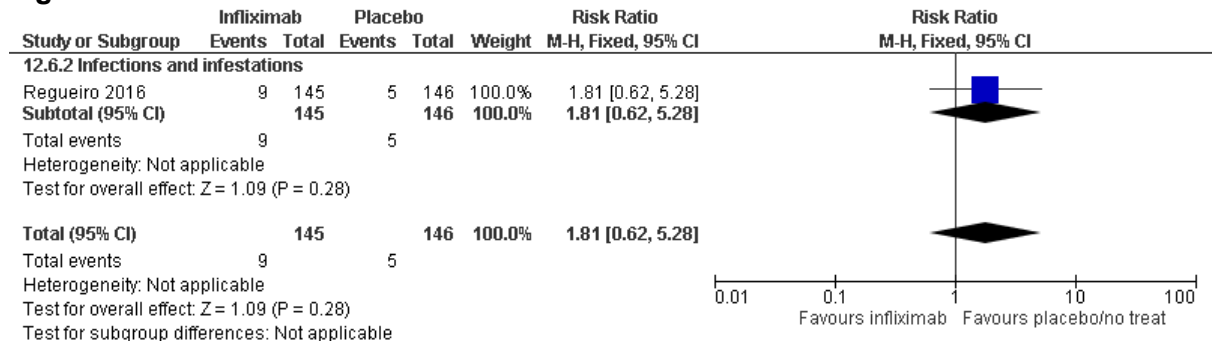 Infliximab Placebo Risk Ratio Risk Ratio
Study or Subgroup Events Total Events Total Weight M-H, Fixed, 95% CI M-H, Fixed, 95% CI
12.6.2 Infections and infestations
Regueiro 2016 9 145 5 146 100.0% 1.81 [0.62, 5.28]
Subtotal (95% CI) 145 146 100.0% 1.81 [0.62, 5.28]
Total events 9 5
Heterogeneity: Not applicable
Test for overall effect: Z = 1.09 (P = 0.28)
Total (95% CI) 145 146 100.0% 1.81 [0.62, 5.28]
Total events 9 5
Heterogeneity: Not applicable
Test for overall effect: Z = 1.09 (P = 0.28)
Test for subgroup differences: Not applicable
0.01 0.1 1 10 100
Favours infliximab Favours placebo/no treat